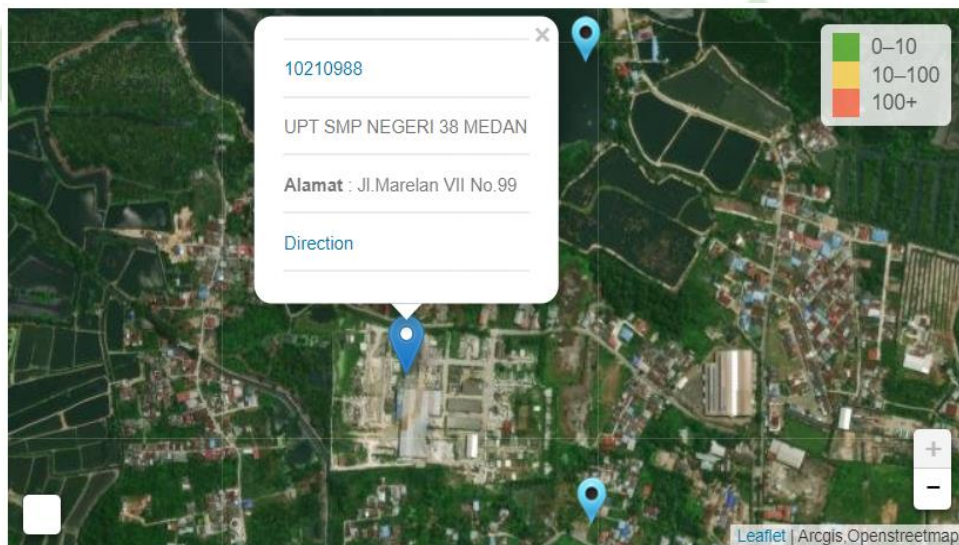 ×
10210988
UPT SMP NEGERI 38 MEDAN
Alamat : Jl.Marelan VII No.99
Direction
0–10
10–100
100+
+
−
Leaflet | Arcgis,Openstreetmap